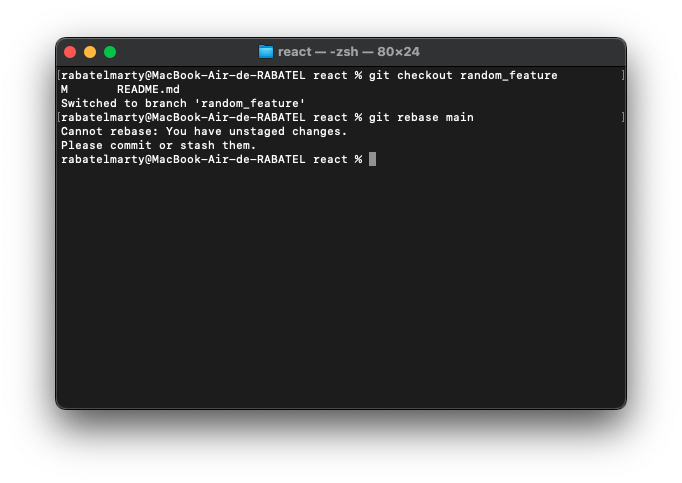 react — -zsh — 80×24
[rabatelmarty@MacBook-Air-de-RABATEL react % git checkout random_feature ]
M       README.md
Switched to branch 'random_feature'
[rabatelmarty@MacBook-Air-de-RABATEL react % git rebase main ]
Cannot rebase: You have unstaged changes.
Please commit or stash them.
rabatelmarty@MacBook-Air-de-RABATEL react %